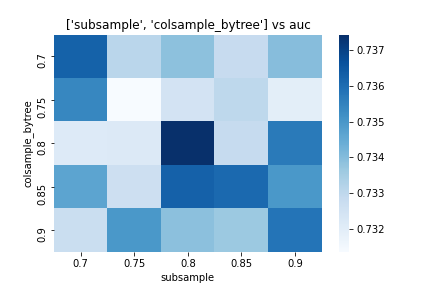 ['subsample', 'colsample_bytree'] vs auc
colsample_bytree
0.7
0.75
0.8
0.85
0.9
0.7 0.75 0.8 0.85 0.9
subsample
0.737
0.736
0.735
0.734
0.733
0.732